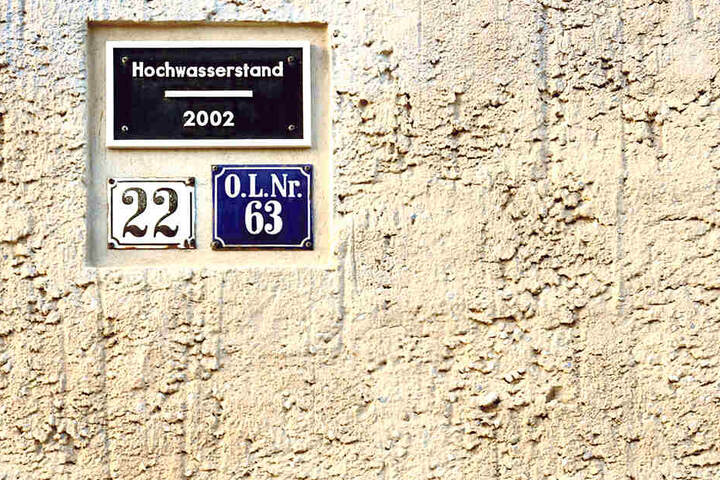 Hochwasserstand
2002
22
O.L.Nr.
63